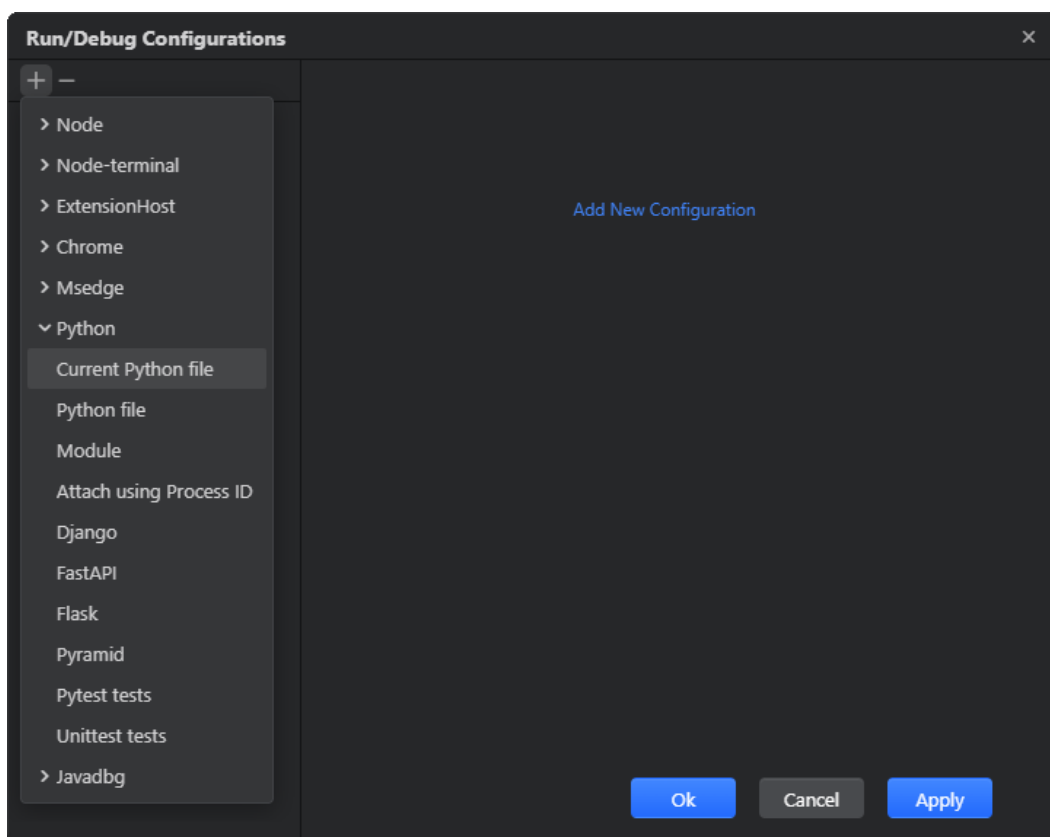 Run/Debug Configurations
Node
Node-terminal
ExtensionHost
Add New Configuration
Chrome
Msedge
Python
Current Python file
Python file
Module
Attach using Process ID
Django
FastAPI
Flask
Pyramid
Pytest tests
Unittest tests
Javadbg
Ok Cancel Apply